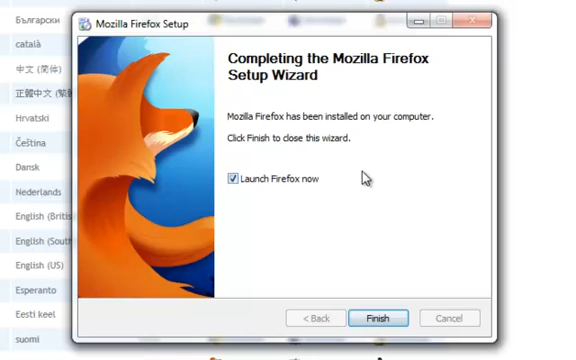 Mozilla Firefox Setup
Български
català
中文 (简体)
正體中文 (繁
Hrvatski
Čeština
Dansk
Nederlands
English (Britis
English (South
English (US)
Esperanto
Eesti keel
suomi
Completing the Mozilla Firefox
Setup Wizard
Mozilla Firefox has been installed on your computer.
Click Finish to close this wizard.
Launch Firefox now
< Back
Finish
Cancel